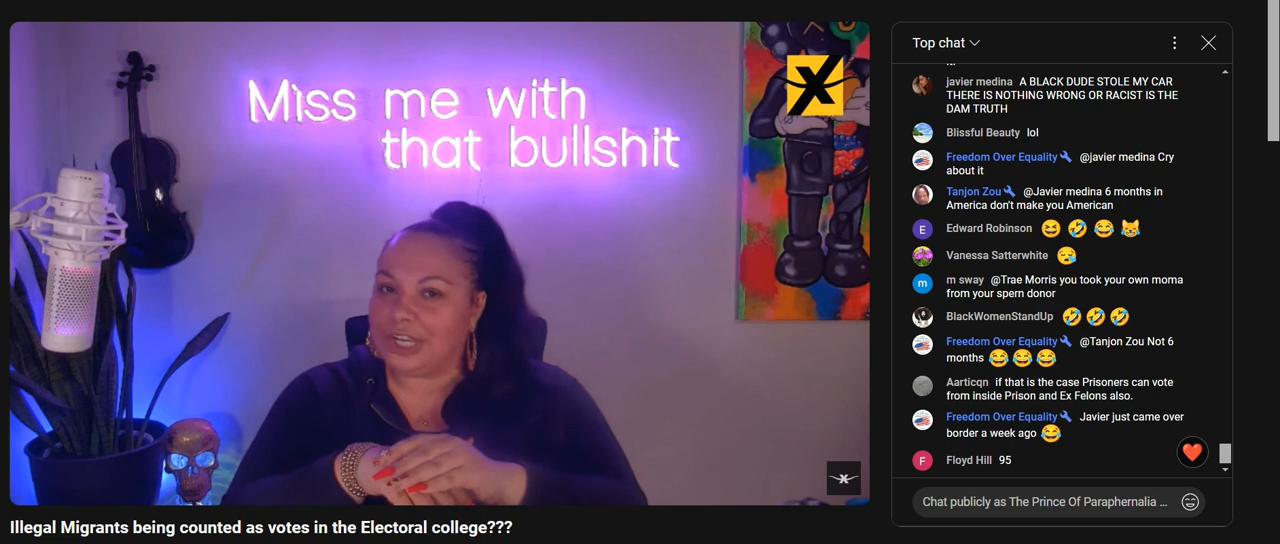 Miss me with
that bullshit
X
Illegal Migrants being counted as votes in the Electoral college???
Top chat
javier medina A BLACK DUDE STOLE MY CAR
THERE IS NOTHING WRONG OR RACIST IS THE
DAM TRUTH
Blissful Beauty lol
Freedom Over Equality @javier medina Cry
about it
Tanjon Zou @Javier medina 6 months in
America don't make you American
E Edward Robinson 😆 🤣 😂 😹
Vanessa Satterwhite 😪
m m sway @Trae Morris you took your own moma
from your spern donor
BlackWomenStandUp 🤣 🤣 🤣
Freedom Over Equality @Tanjon Zou Not 6
months 😂 😂 😂
Aarticqn if that is the case Prisoners can vote
from inside Prison and Ex Felons also.
Freedom Over Equality Javier just came over
border a week ago 😂
F Floyd Hill 95
Chat publicly as The Prince Of Paraphernalia ...